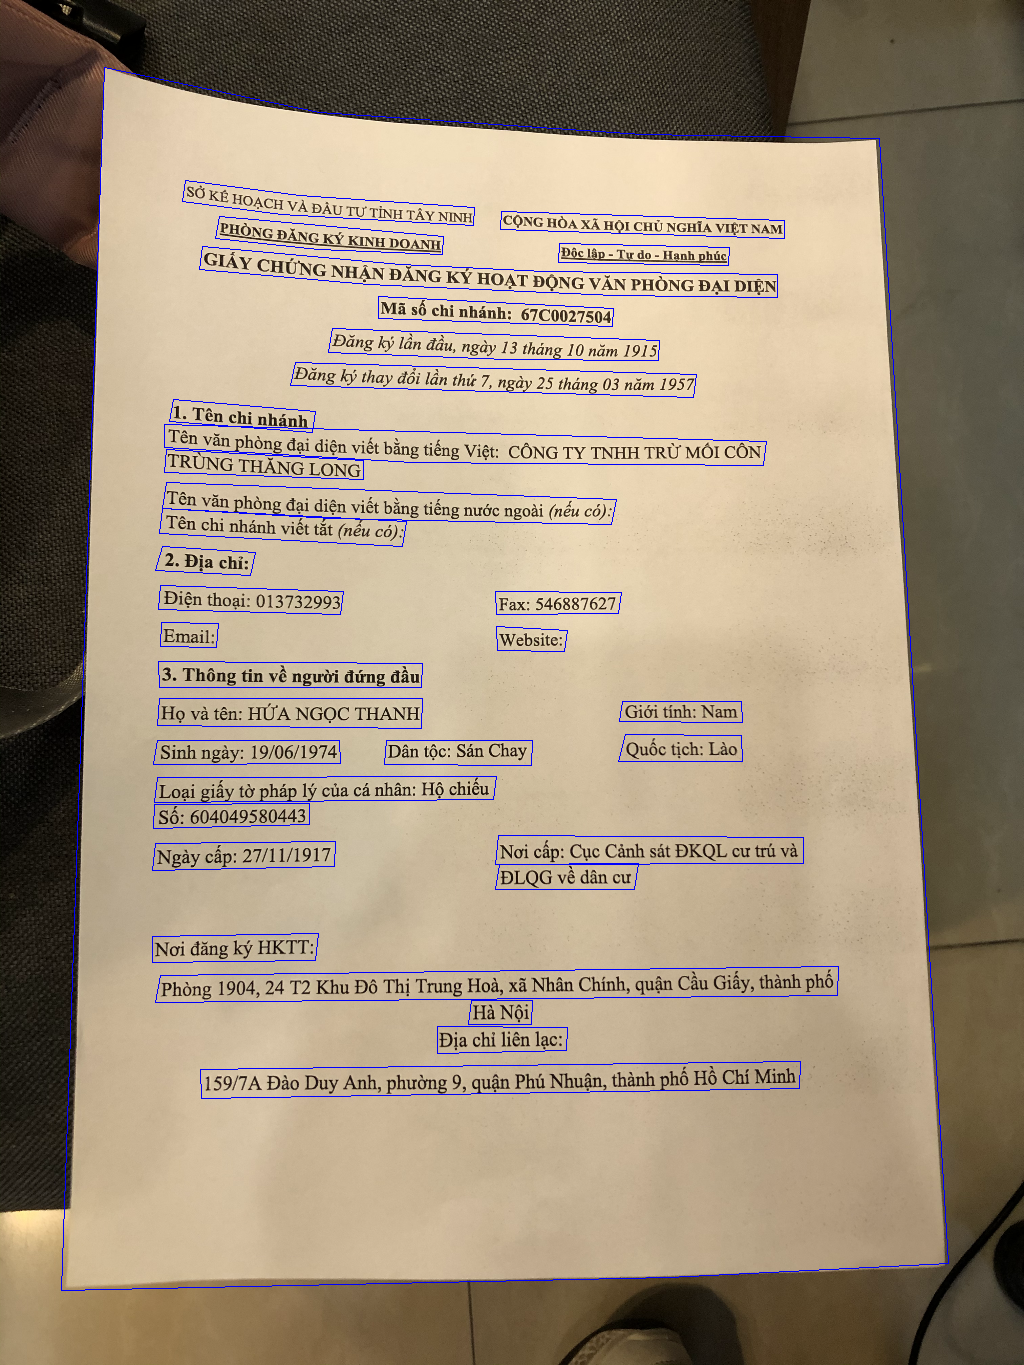 SỞ KẾ HOẠCH VÀ ĐẦU TƯ TỈNH TÂY NINH
CỘNG HÒA XÃ HỘI CHỦ NGHĨA VIỆT NAM
PHÒNG ĐĂNG KÝ KINH DOANH
Độc lập - Tự do - Hạnh phúc
GIẤY CHỨNG NHẬN ĐĂNG KÝ HOẠT ĐỘNG VĂN PHÒNG ĐẠI DIỆN
Mã số chi nhánh: 67C0027504
Đăng ký lần đầu, ngày 13 tháng 10 năm 1915
Đăng ký thay đổi lần thứ 7, ngày 25 tháng 03 năm 1957
1. Tên chi nhánh
Tên văn phòng đại diện viết bằng tiếng Việt: CÔNG TY TNHH TRỪ MỐI CÔN
TRÙNG THĂNG LONG
Tên văn phòng đại diện viết bằng tiếng nước ngoài (nếu có):
Tên chi nhánh viết tắt (nếu có):
2. Địa chỉ:
Điện thoại: 013732993 Fax: 546887627
Email: Website:
3. Thông tin về người đứng đầu
Họ và tên: HỨA NGỌC THANH Giới tính: Nam
Sinh ngày: 19/06/1974 Dân tộc: Sán Chay Quốc tịch: Lào
Loại giấy tờ pháp lý của cá nhân: Hộ chiếu
Số: 604049580443
Ngày cấp: 27/11/1917 Nơi cấp: Cục Cảnh sát ĐKQL cư trú và
ĐLQG về dân cư
Nơi đăng ký HKTT:
Phòng 1904, 24 T2 Khu Đô Thị Trung Hoà, xã Nhân Chính, quận Cầu Giấy, thành phố
Hà Nội
Địa chỉ liên lạc:
159/7A Đào Duy Anh, phường 9, quận Phú Nhuận, thành phố Hồ Chí Minh